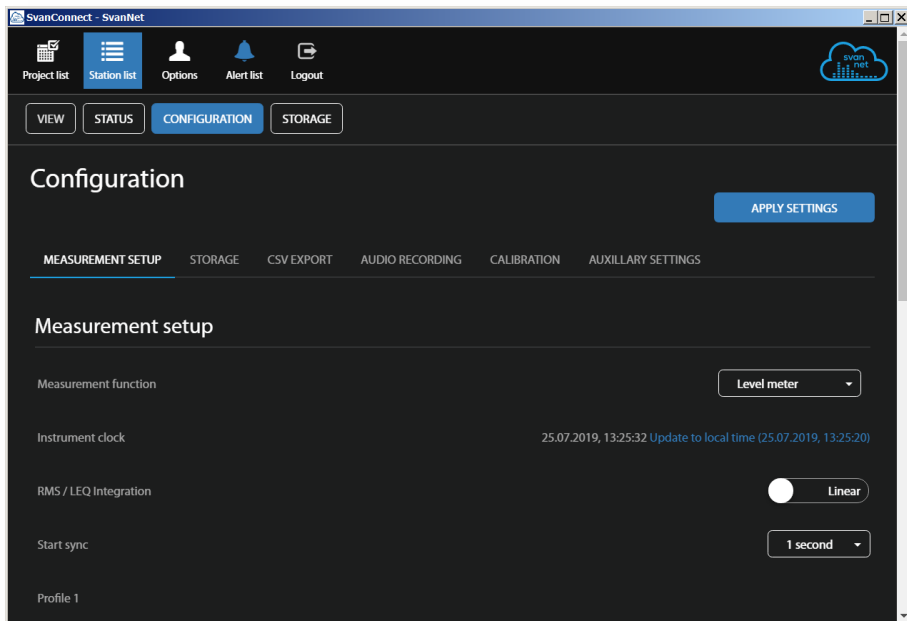 SvanConnect - SvanNet
Project list
Station list
Options
Alert list
Logout
svan
net
VIEW
STATUS
CONFIGURATION
STORAGE
Configuration
APPLY SETTINGS
MEASUREMENT SETUP
STORAGE
CSV EXPORT
AUDIO RECORDING
CALIBRATION
AUXILLARY SETTINGS
Measurement setup
Measurement function
Level meter
Instrument clock
25.07.2019, 13:25:32 Update to local time (25.07.2019, 13:25:20)
RMS / LEQ Integration
Linear
Start sync
1 second
Profile 1